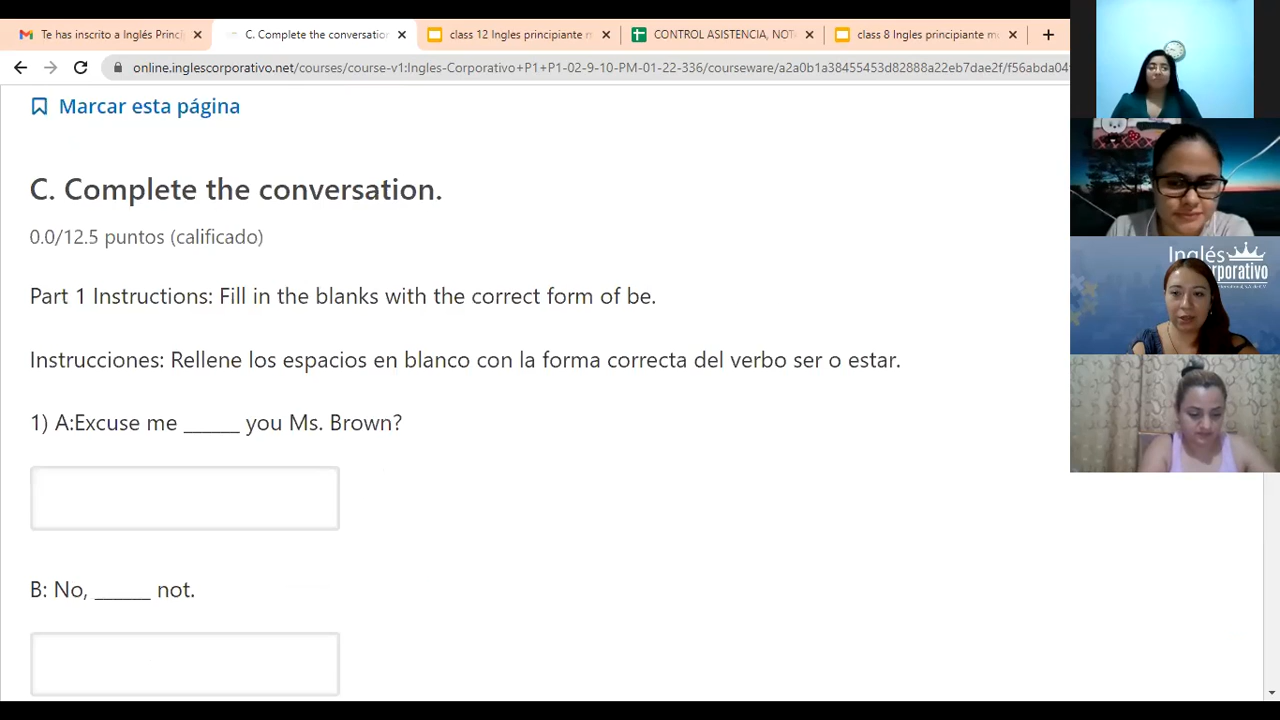 Te has inscrito a Inglés Princi
C. Complete the conversation
class 12 Ingles principiante m
CONTROL ASISTENCIA, NOT
class 8 Ingles principiante mo
online.inglescorporativo.net/courses/course-v1:Ingles-Corporativo+P1+P1-02-9-10-PM-01-22-336/courseware/a2a0b1a38455453d82888a22eb7dae2f/f56abda04
Marcar esta página
C. Complete the conversation.
0.0/12.5 puntos (calificado)
Part 1 Instructions: Fill in the blanks with the correct form of be.
Instrucciones: Rellene los espacios en blanco con la forma correcta del verbo ser o estar.
1) A:Excuse me ______ you Ms. Brown?
B: No, ______ not.
Inglés
rporativo